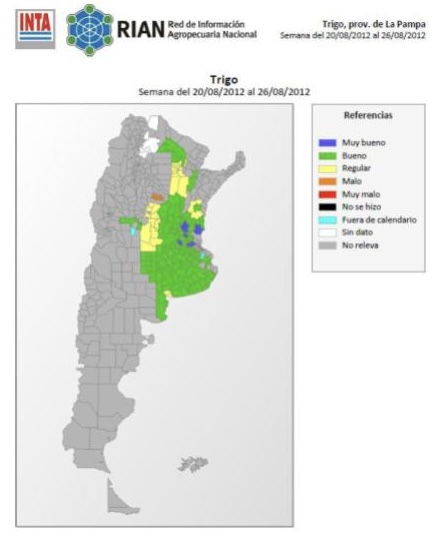 INTA
RIAN
Red de Información
Agropecuaria Nacional
Trigo, prov. de La Pampa
Semana del 20/08/2012 al 26/08/2012
Trigo
Semana del 20/08/2012 al 26/08/2012
Referencias
Muy bueno
Bueno
Regular
Malo
Muy malo
No se hizo
Fuera de calendario
Sin dato
No releva